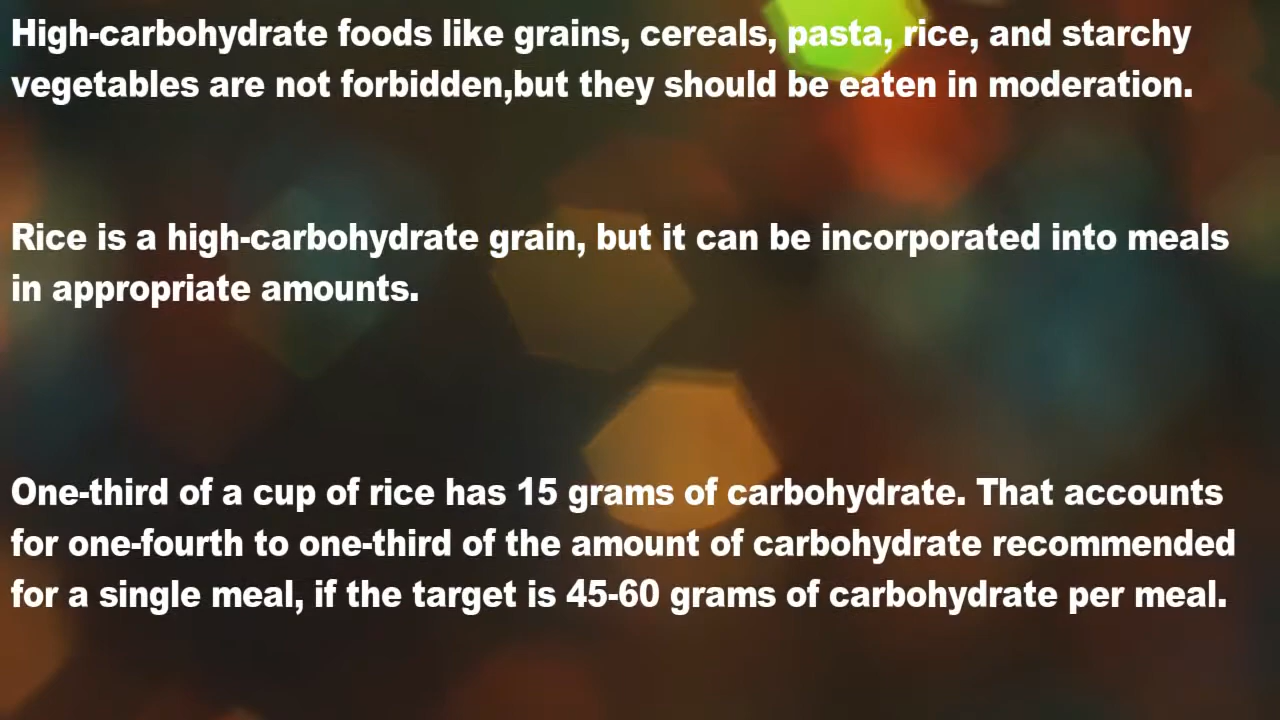 High-carbohydrate foods like grains, cereals, pasta, rice, and starchy
vegetables are not forbidden,but they should be eaten in moderation.
Rice is a high-carbohydrate grain, but it can be incorporated into meals
in appropriate amounts.
One-third of a cup of rice has 15 grams of carbohydrate. That accounts
for one-fourth to one-third of the amount of carbohydrate recommended
for a single meal, if the target is 45-60 grams of carbohydrate per meal.